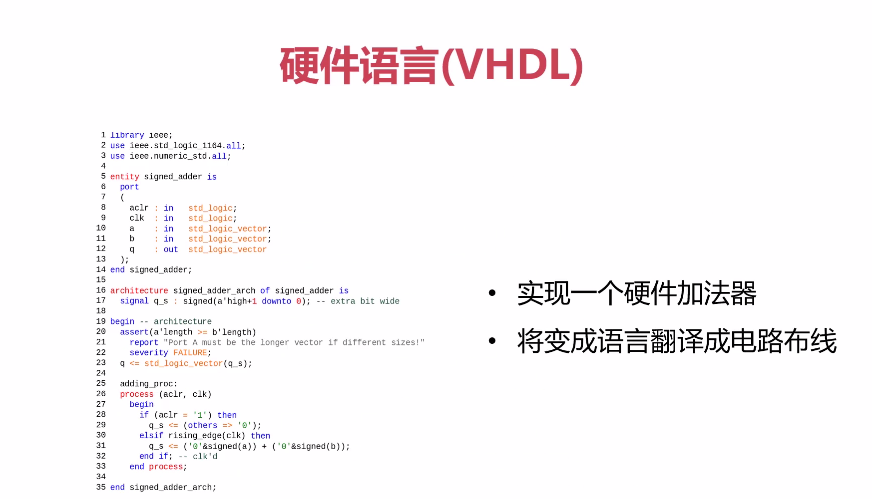 硬件语言(VHDL)
1 library ieee;
2 use ieee.std_logic_1164.all;
3 use ieee.numeric_std.all;
4
5 entity signed_adder is
6   port
7   (
8     aclr : in   std_logic;
9     clk  : in   std_logic;
10     a    : in   std_logic_vector;
11     b    : in   std_logic_vector;
12     q    : out  std_logic_vector
13   );
14 end signed_adder;
15
16 architecture signed_adder_arch of signed_adder is
17   signal q_s : signed(a'high+1 downto 0); -- extra bit wide
18
19 begin -- architecture
20   assert(a'length >= b'length)
21     report "Port A must be the longer vector if different sizes!"
22     severity FAILURE;
23   q <= std_logic_vector(q_s);
24
25   adding_proc:
26   process (aclr, clk)
27     begin
28       if (aclr = '1') then
29         q_s <= (others => '0');
30       elsif rising_edge(clk) then
31         q_s <= ('0'&signed(a)) + ('0'&signed(b));
32       end if; -- clk'd
33     end process;
34
35 end signed_adder_arch;
• 实现一个硬件加法器
• 将变成语言翻译成电路布线